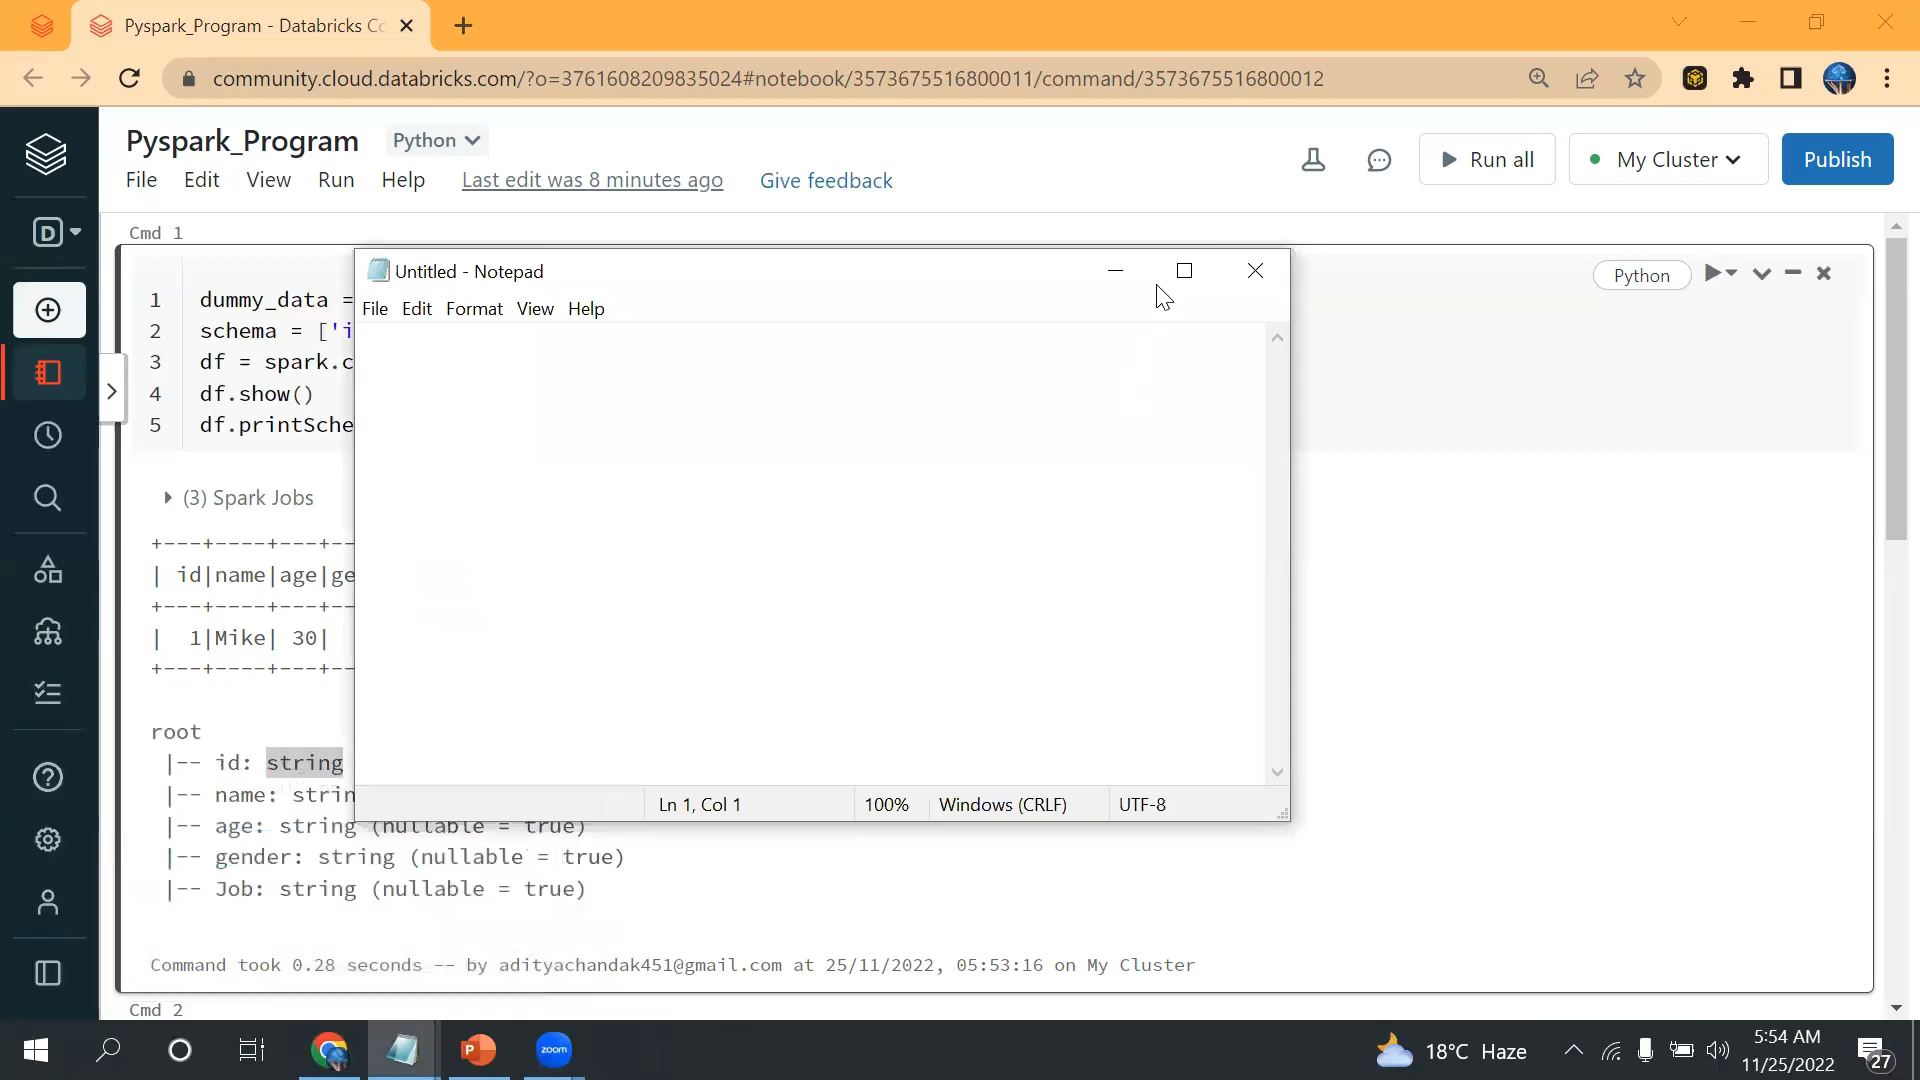 Pyspark_Program - Databricks Co
community.cloud.databricks.com/?o=3761608209835024#notebook/3573675516800011/command/3573675516800012
Pyspark_Program
Python
File Edit View Run Help Last edit was 8 minutes ago Give feedback
Run all
My Cluster
Publish
D
Cmd 1
Untitled - Notepad
File Edit Format View Help
Python
1 dummy_data =
2 schema = ['i
3 df = spark.c
4 df.show()
5 df.printSche
(3) Spark Jobs
+---+----+---+--
| id|name|age|ge
+---+----+---+--
| 1|Mike| 30|
+---+----+---+--
root
|-- id: string
|-- name: strin
|-- age: string (nullable = true)
|-- gender: string (nullable = true)
|-- Job: string (nullable = true)
Ln 1, Col 1 100% Windows (CRLF) UTF-8
Command took 0.28 seconds -- by adityachandak451@gmail.com at 25/11/2022, 05:53:16 on My Cluster
Cmd 2
P
zoom
18°C Haze
5:54 AM
11/25/2022
27